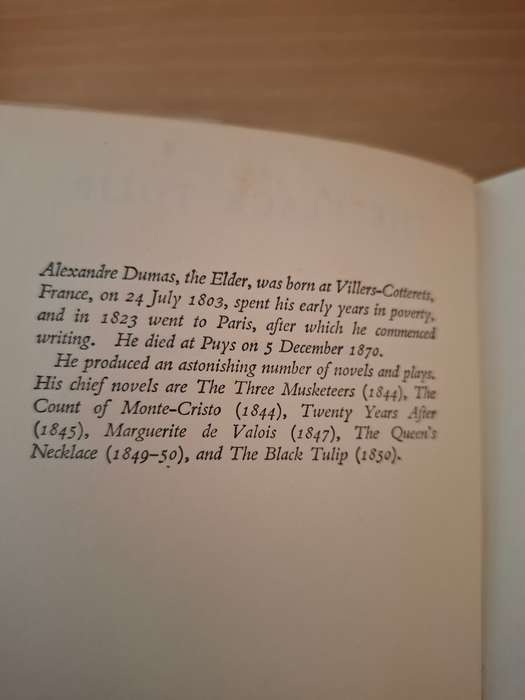 Alexandre Dumas, the Elder, was born at Villers-Cotterets,
France, on 24 July 1803, spent his early years in poverty,
and in 1823 went to Paris, after which he commenced
writing. He died at Puys on 5 December 1870.
He produced an astonishing number of novels and plays.
His chief novels are The Three Musketeers (1844), The
Count of Monte-Cristo (1844), Twenty Years After
(1845), Marguerite de Valois (1847), The Queen's
Necklace (1849–50), and The Black Tulip (1850).